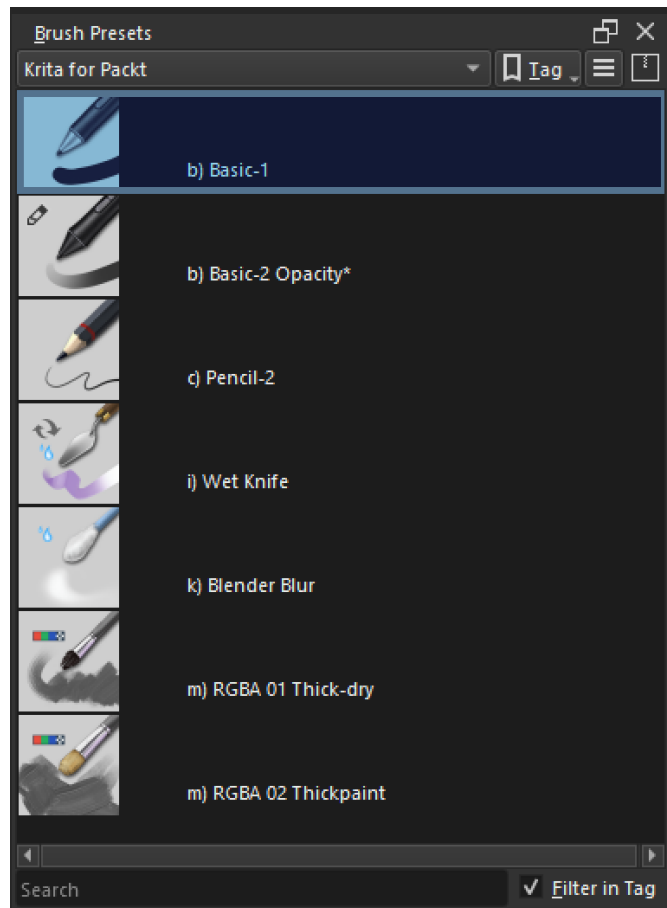 Brush Presets
Krita for Packt
Tag
b) Basic-1
b) Basic-2 Opacity*
c) Pencil-2
i) Wet Knife
k) Blender Blur
m) RGBA 01 Thick-dry
m) RGBA 02 Thickpaint
Search
Filter in Tag